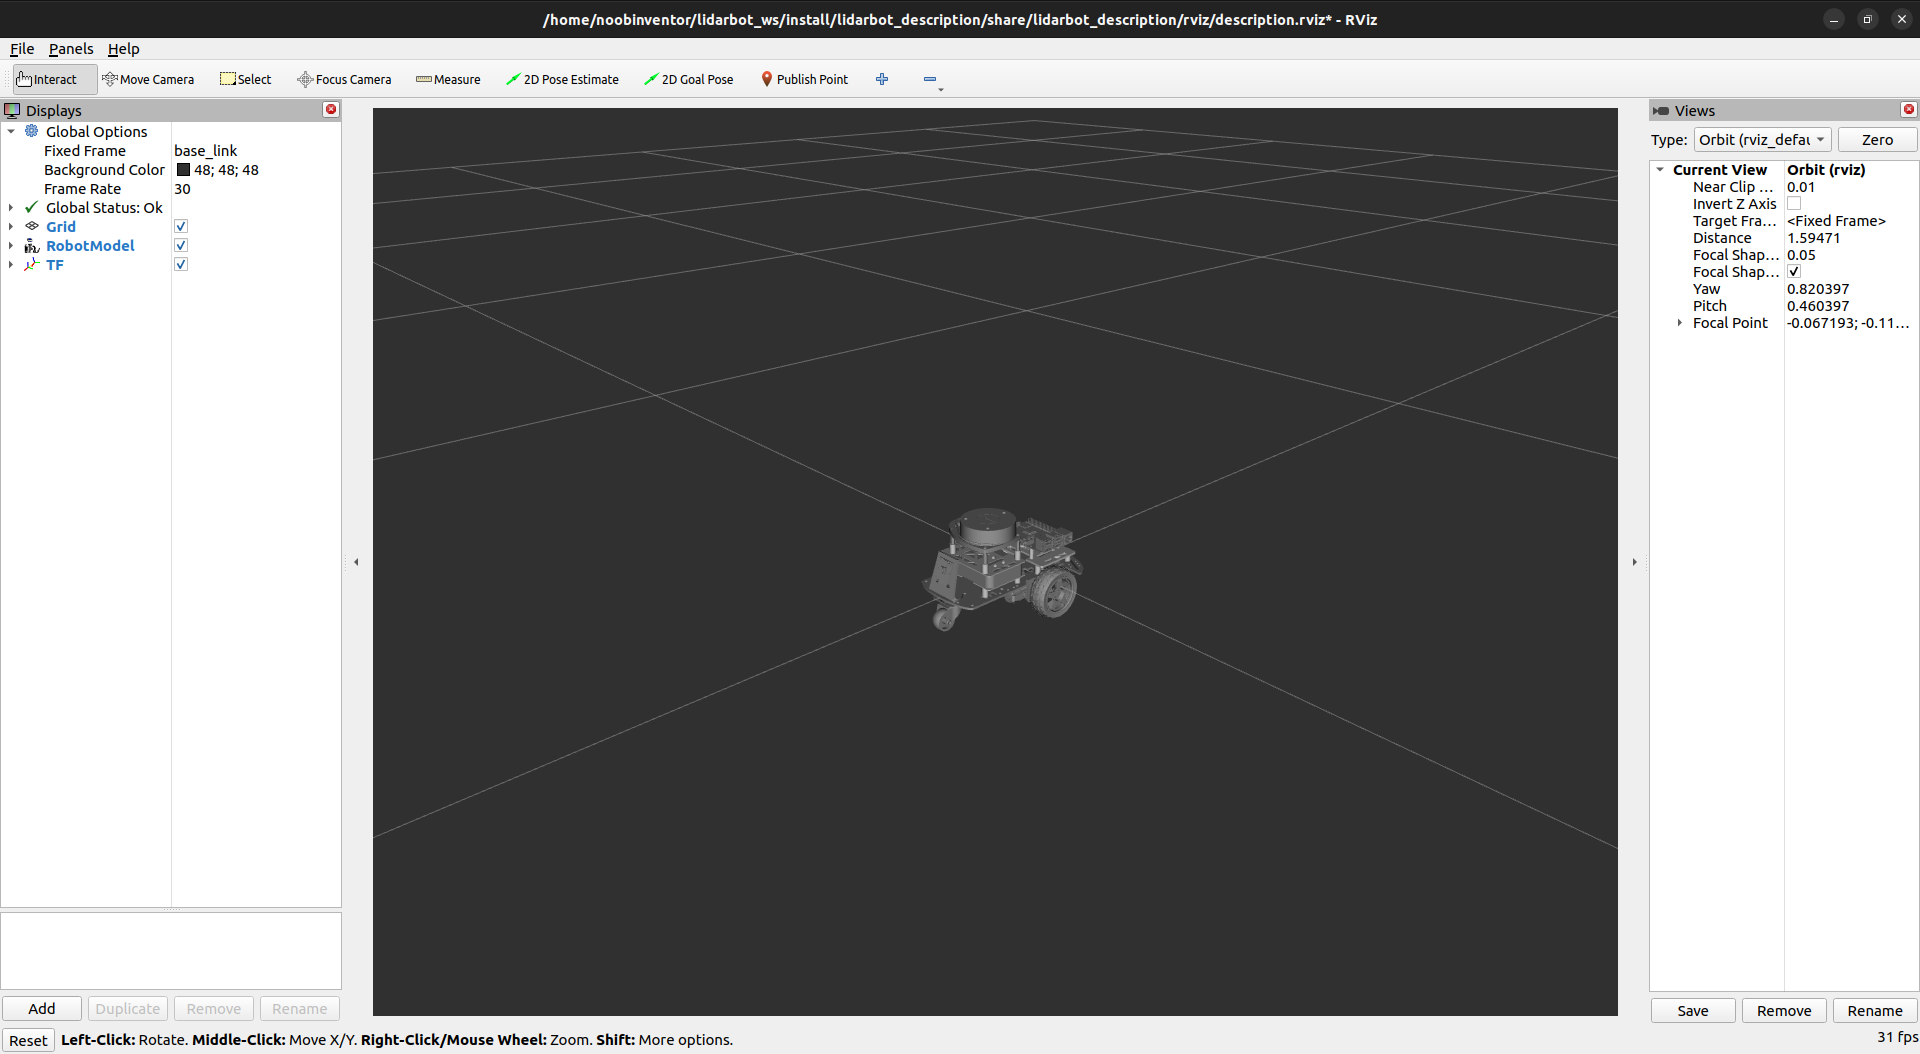 /home/noobinventor/lidarbot_ws/install/lidarbot_description/share/lidarbot_description/rviz/description.rviz* - RViz
File Panels Help
Interact Move Camera Select Focus Camera Measure 2D Pose Estimate 2D Goal Pose Publish Point
Displays
Global Options
Fixed Frame base_link
Background Color 48; 48; 48
Frame Rate 30
Global Status: Ok
Grid
RobotModel
TF
Add Duplicate Remove Rename
Views
Type: Orbit (rviz_defau Zero
Current View Orbit (rviz)
Near Clip ... 0.01
Invert Z Axis
Target Fra... <Fixed Frame>
Distance 1.59471
Focal Shap... 0.05
Focal Shap...
Yaw 0.820397
Pitch 0.460397
Focal Point -0.067193; -0.11...
Save Remove Rename
Reset Left-Click: Rotate. Middle-Click: Move X/Y. Right-Click/Mouse Wheel: Zoom. Shift: More options.
31 fps